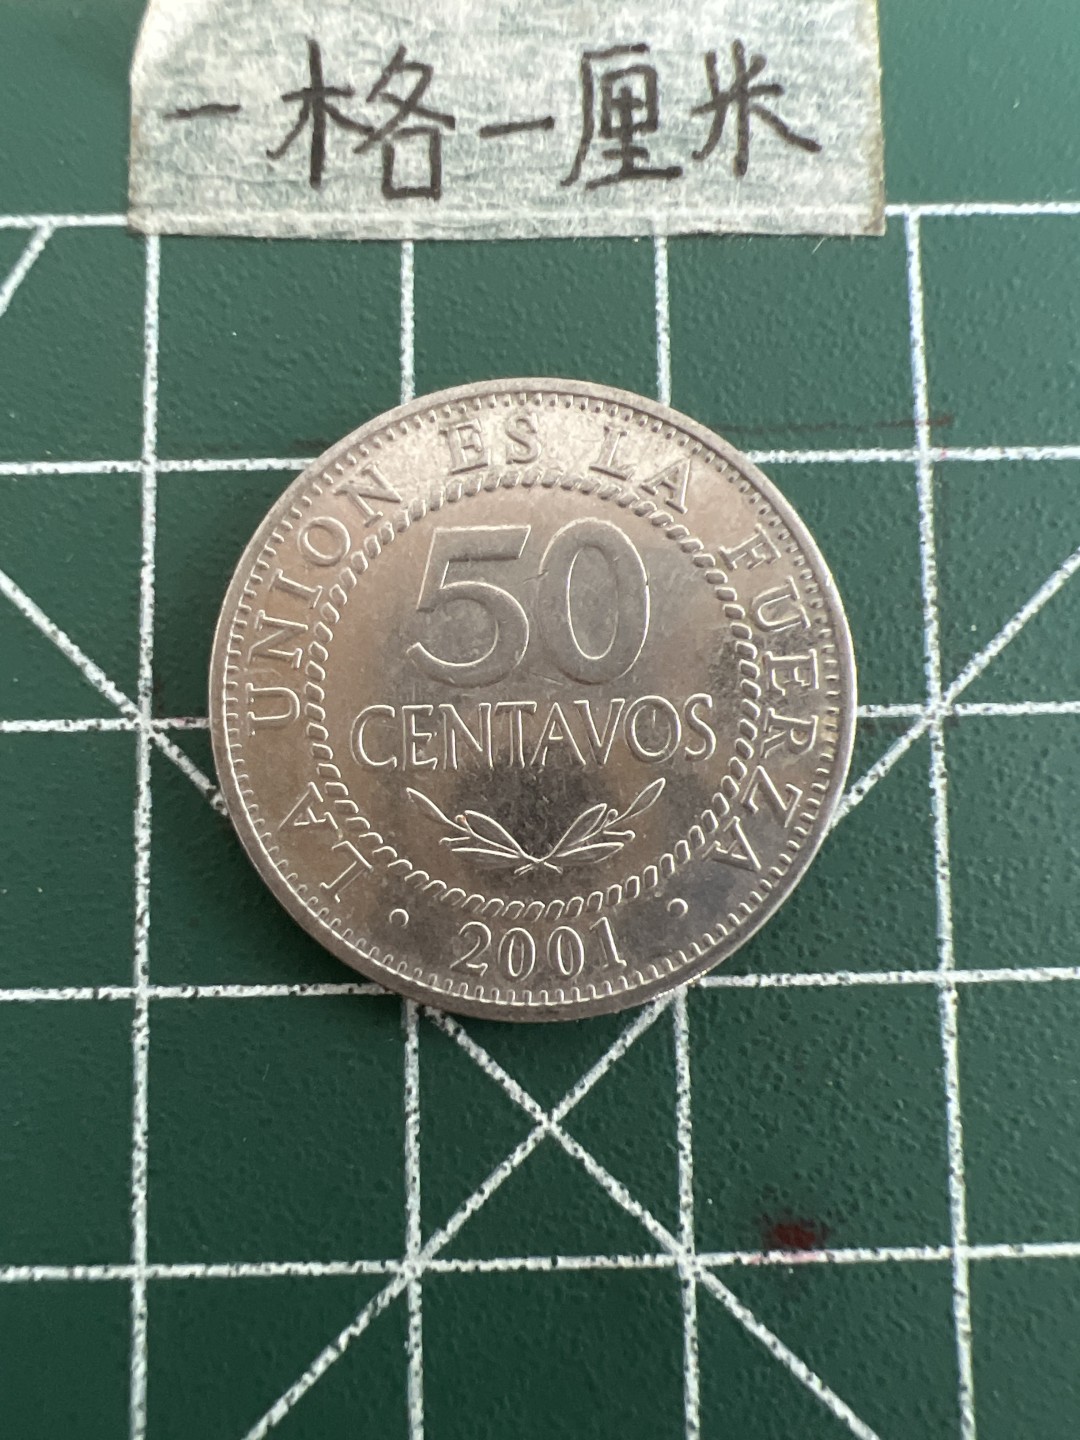 一格一厘米
LA UNION ES LA FUERZA
50
CENTAVOS
· 2001 ·